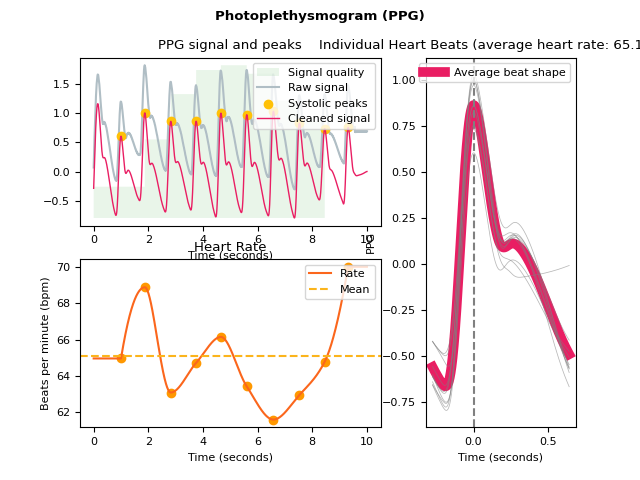 Photoplethysmogram (PPG)
PPG signal and peaks
Individual Heart Beats (average heart rate: 65.1
Signal quality
Raw signal
Systolic peaks
Cleaned signal
1.5
1.0
0.5
0.0
−0.5
0 2 4 6 8 10
Time (seconds)
Heart Rate
Rate
Mean
Beats per minute (bpm)
70
68
66
64
62
0 2 4 6 8 10
Time (seconds)
Average beat shape
PPG
1.00
0.75
0.50
0.25
0.00
−0.25
−0.50
−0.75
0.0 0.5
Time (seconds)